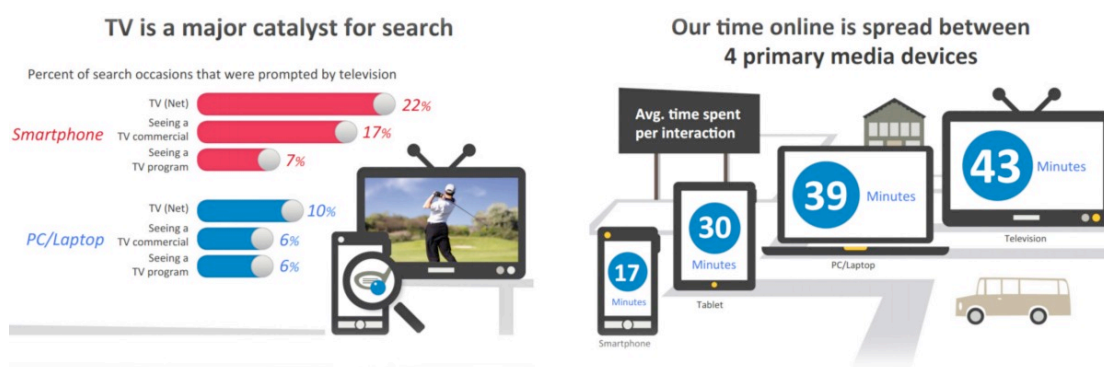 TV is a major catalyst for search
Percent of search occasions that were prompted by television
Smartphone
TV (Net)
22%
Seeing a
TV commercial
17%
Seeing a
TV program
7%
PC/Laptop
TV (Net)
10%
Seeing a
TV commercial
6%
Seeing a
TV program
6%
Our time online is spread between
4 primary media devices
Avg. time spent
per interaction
17
Minutes
Smartphone
30
Minutes
Tablet
39
Minutes
PC/Laptop
43
Minutes
Television